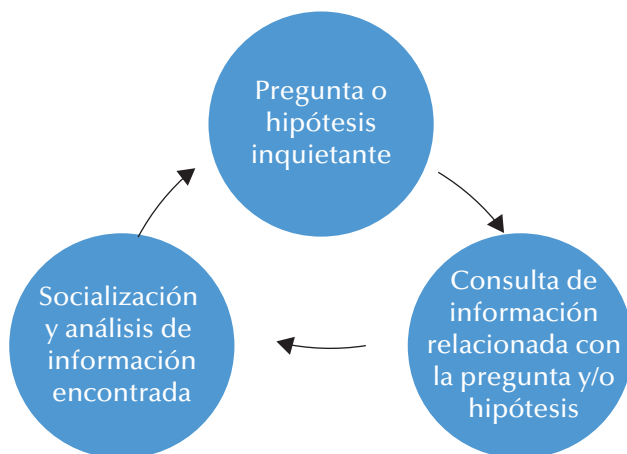 Pregunta o
hipótesis
inquietante
Consulta de
información
relacionada con
la pregunta y/o
hipótesis
Socialización
y análisis de
información
encontrada